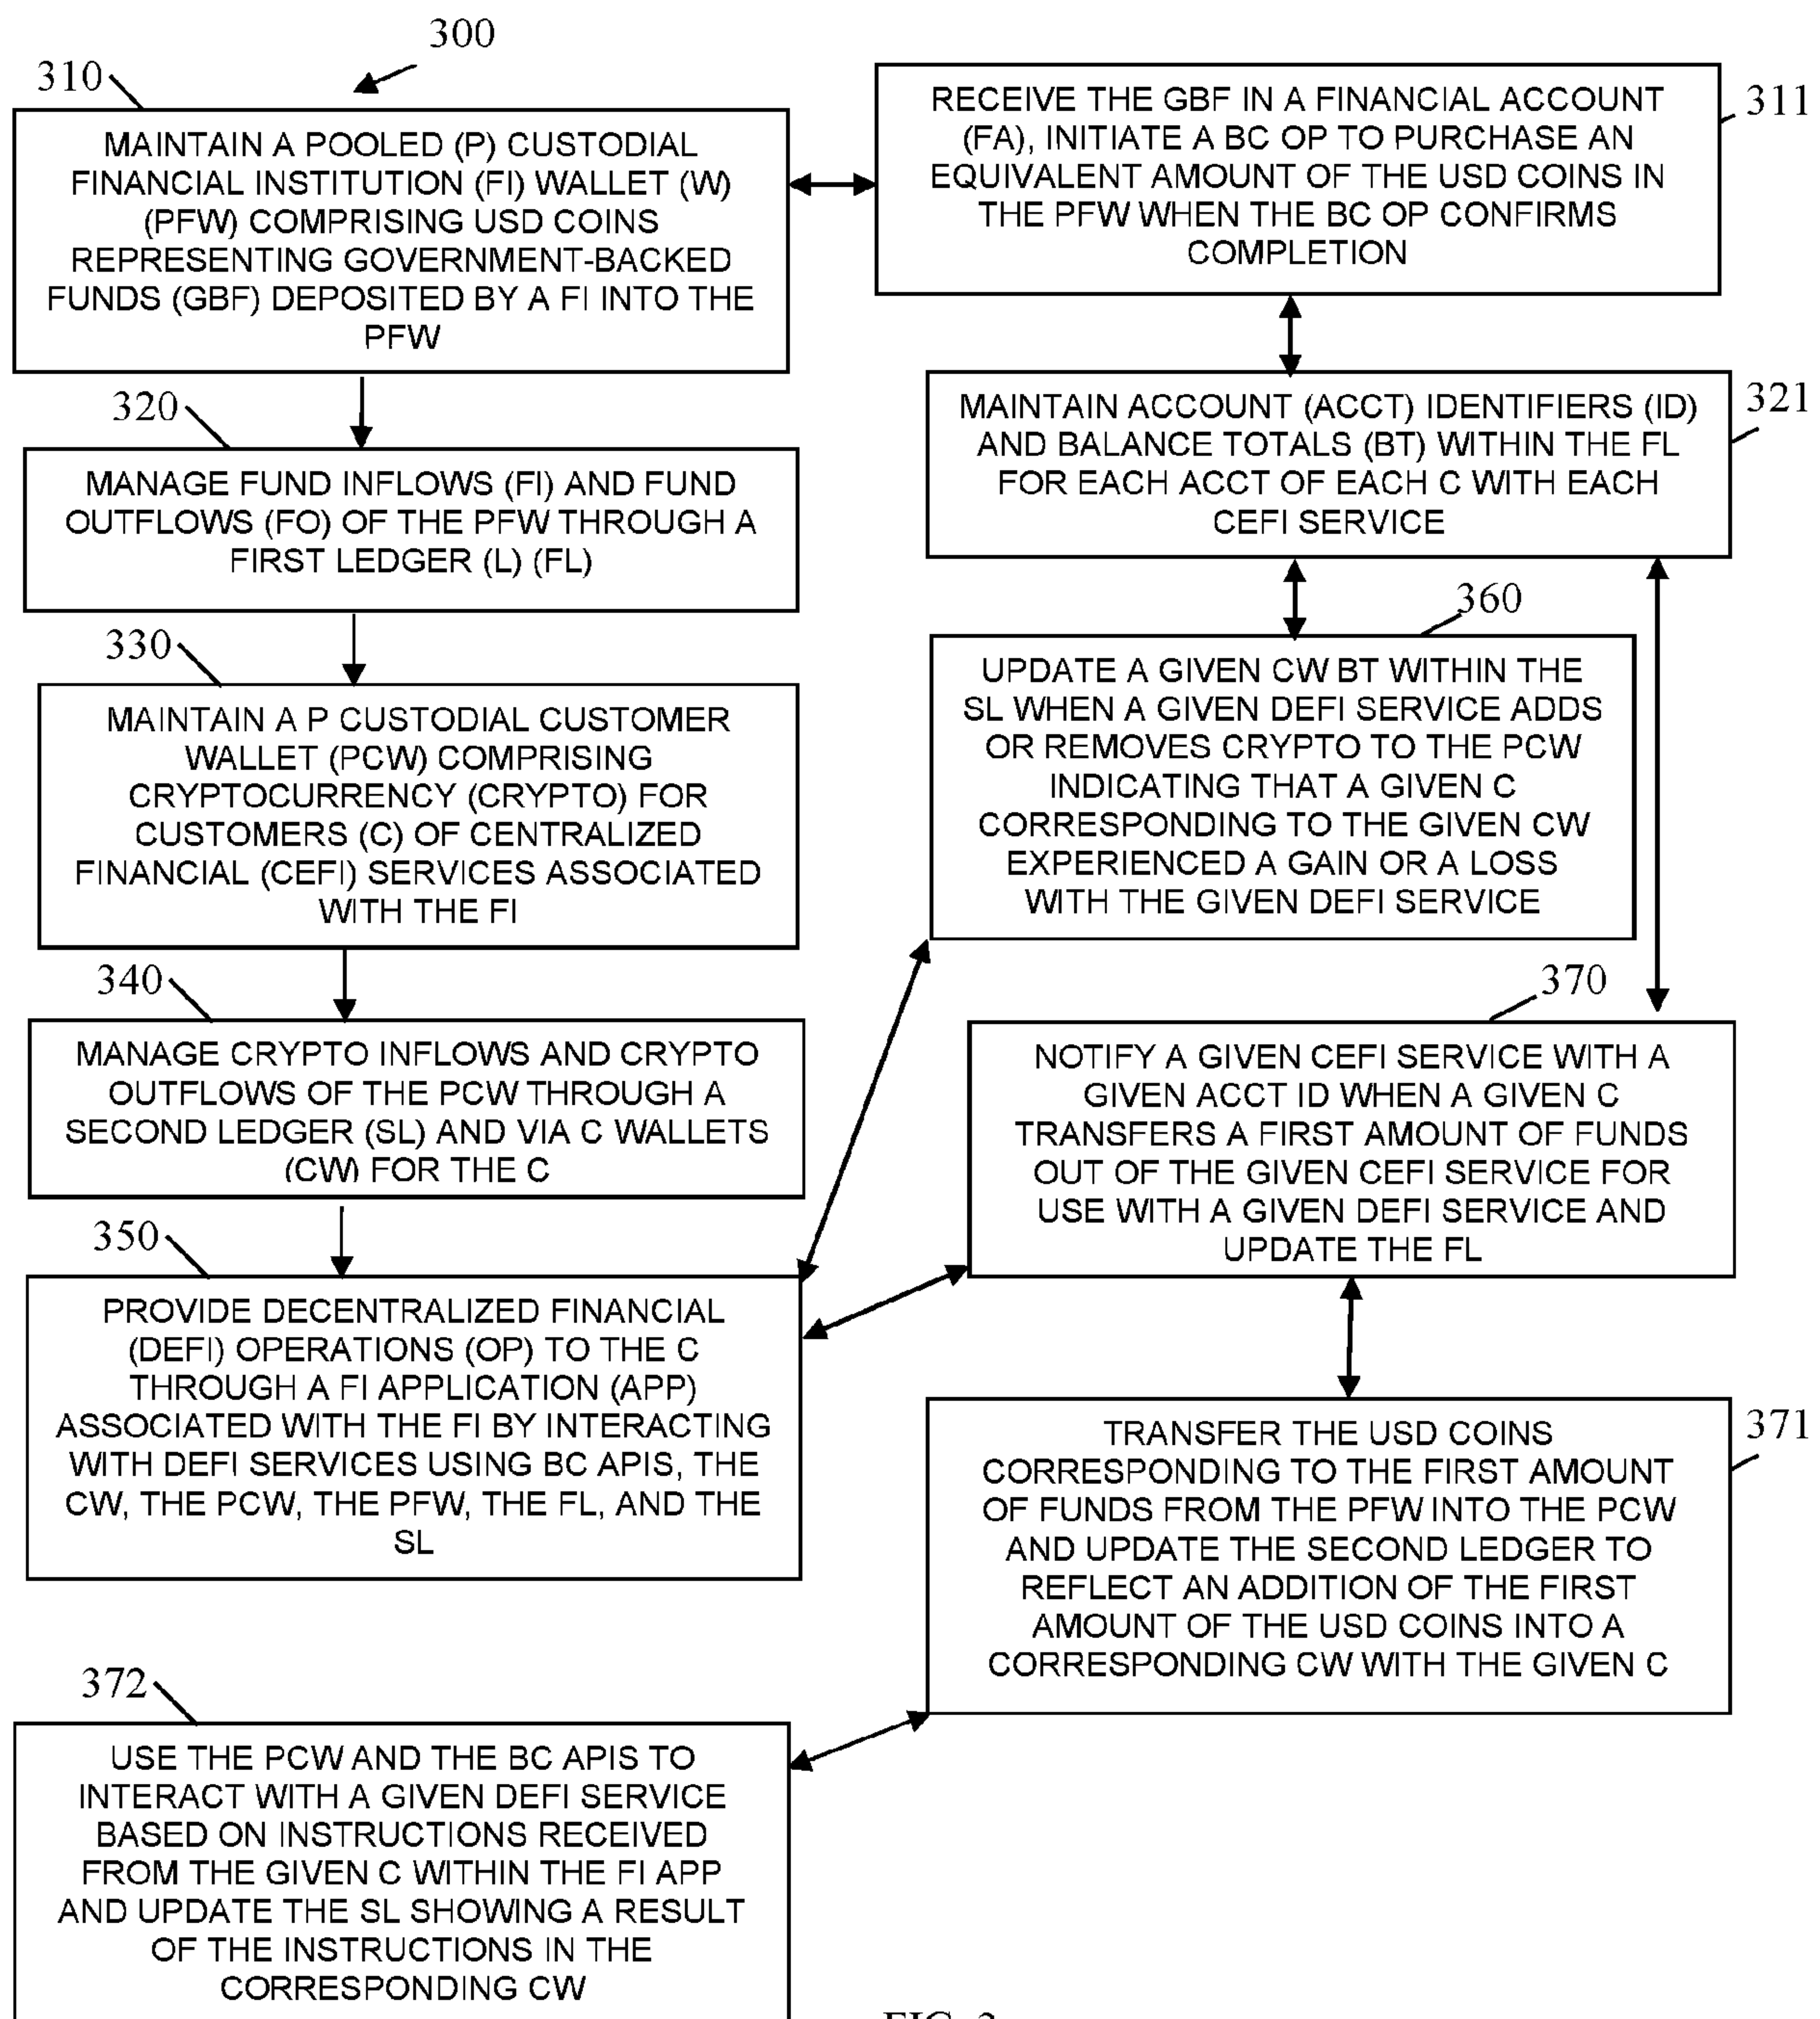 300
310
MAINTAIN A POOLED (P) CUSTODIAL
FINANCIAL INSTITUTION (FI) WALLET (W)
(PFW) COMPRISING USD COINS
REPRESENTING GOVERNMENT-BACKED
FUNDS (GBF) DEPOSITED BY A FI INTO THE
PFW
311
RECEIVE THE GBF IN A FINANCIAL ACCOUNT
(FA), INITIATE A BC OP TO PURCHASE AN
EQUIVALENT AMOUNT OF THE USD COINS IN
THE PFW WHEN THE BC OP CONFIRMS
COMPLETION
320
MANAGE FUND INFLOWS (FI) AND FUND
OUTFLOWS (FO) OF THE PFW THROUGH A
FIRST LEDGER (L) (FL)
321
MAINTAIN ACCOUNT (ACCT) IDENTIFIERS (ID)
AND BALANCE TOTALS (BT) WITHIN THE FL
FOR EACH ACCT OF EACH C WITH EACH
CEFI SERVICE
330
MAINTAIN A P CUSTODIAL CUSTOMER
WALLET (PCW) COMPRISING
CRYPTOCURRENCY (CRYPTO) FOR
CUSTOMERS (C) OF CENTRALIZED
FINANCIAL (CEFI) SERVICES ASSOCIATED
WITH THE FI
360
UPDATE A GIVEN CW BT WITHIN THE
SL WHEN A GIVEN DEFI SERVICE ADDS
OR REMOVES CRYPTO TO THE PCW
INDICATING THAT A GIVEN C
CORRESPONDING TO THE GIVEN CW
EXPERIENCED A GAIN OR A LOSS
WITH THE GIVEN DEFI SERVICE
340
MANAGE CRYPTO INFLOWS AND CRYPTO
OUTFLOWS OF THE PCW THROUGH A
SECOND LEDGER (SL) AND VIA C WALLETS
(CW) FOR THE C
370
NOTIFY A GIVEN CEFI SERVICE WITH A
GIVEN ACCT ID WHEN A GIVEN C
TRANSFERS A FIRST AMOUNT OF FUNDS
OUT OF THE GIVEN CEFI SERVICE FOR
USE WITH A GIVEN DEFI SERVICE AND
UPDATE THE FL
350
PROVIDE DECENTRALIZED FINANCIAL
(DEFI) OPERATIONS (OP) TO THE C
THROUGH A FI APPLICATION (APP)
ASSOCIATED WITH THE FI BY INTERACTING
WITH DEFI SERVICES USING BC APIS, THE
CW, THE PCW, THE PFW, THE FL, AND THE
SL
371
TRANSFER THE USD COINS
CORRESPONDING TO THE FIRST AMOUNT
OF FUNDS FROM THE PFW INTO THE PCW
AND UPDATE THE SECOND LEDGER TO
REFLECT AN ADDITION OF THE FIRST
AMOUNT OF THE USD COINS INTO A
CORRESPONDING CW WITH THE GIVEN C
372
USE THE PCW AND THE BC APIS TO
INTERACT WITH A GIVEN DEFI SERVICE
BASED ON INSTRUCTIONS RECEIVED
FROM THE GIVEN C WITHIN THE FI APP
AND UPDATE THE SL SHOWING A RESULT
OF THE INSTRUCTIONS IN THE
CORRESPONDING CW